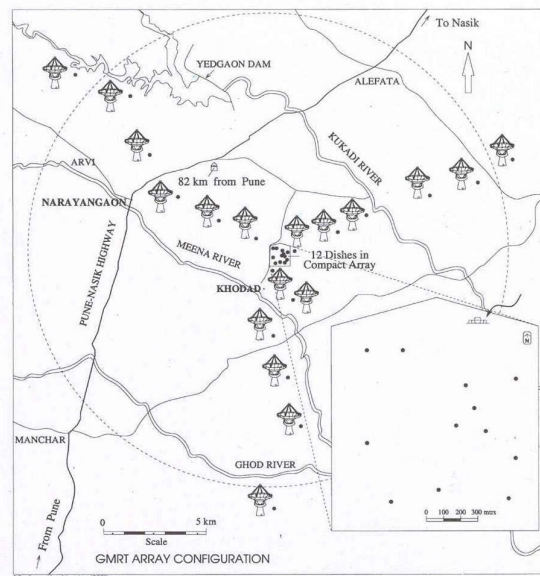 To Nasik
N
YEDGAON DAM
ALEFATA
ARVI
KUKADI RIVER
82 km from Pune
NARAYANGAON
MEENA RIVER
12 Dishes in
Compact Array
KHODAD
PUNE-NASIK HIGHWAY
N
MANCHAR
GHOD RIVER
0 100 200 300 mtrs
From Pune
0 5 km
Scale
GMRT ARRAY CONFIGURATION